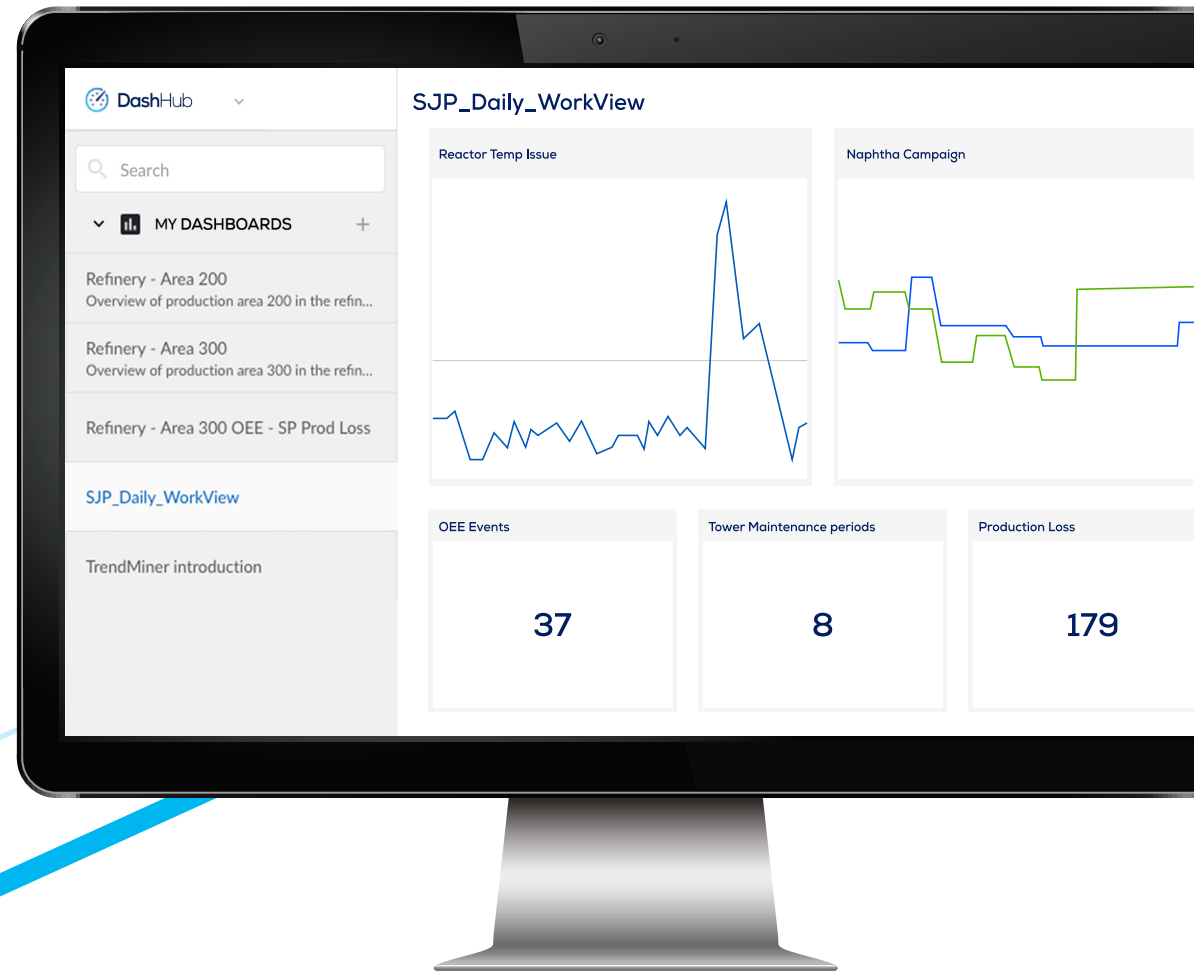 DashHub
Search
MY DASHBOARDS
Refinery - Area 200
Overview of production area 200 in the refin...
Refinery - Area 300
Overview of production area 300 in the refin...
Refinery - Area 300 OEE - SP Prod Loss
SJP_Daily_WorkView
TrendMiner introduction
SJP_Daily_WorkView
Reactor Temp Issue
Naphtha Campaign
OEE Events
37
Tower Maintenance periods
8
Production Loss
179